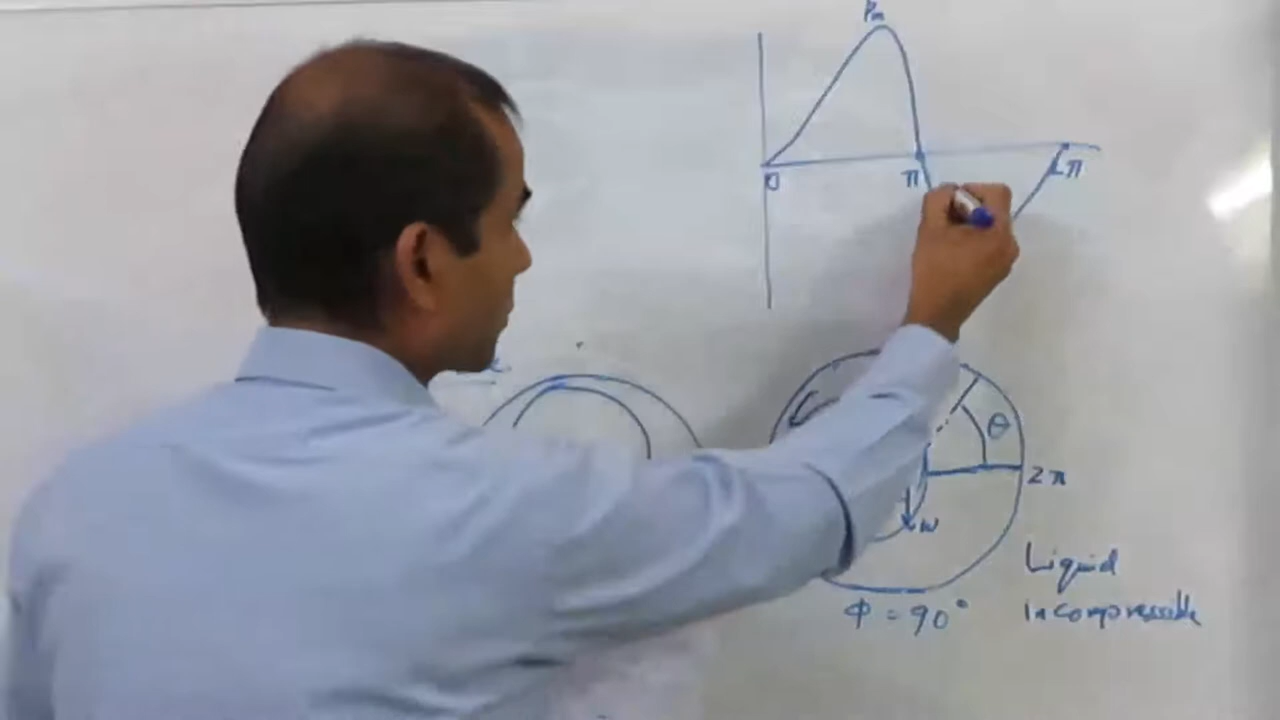 Pm
0
π
2π
θ
2π
W
Liquid
incompressible
Φ = 90°